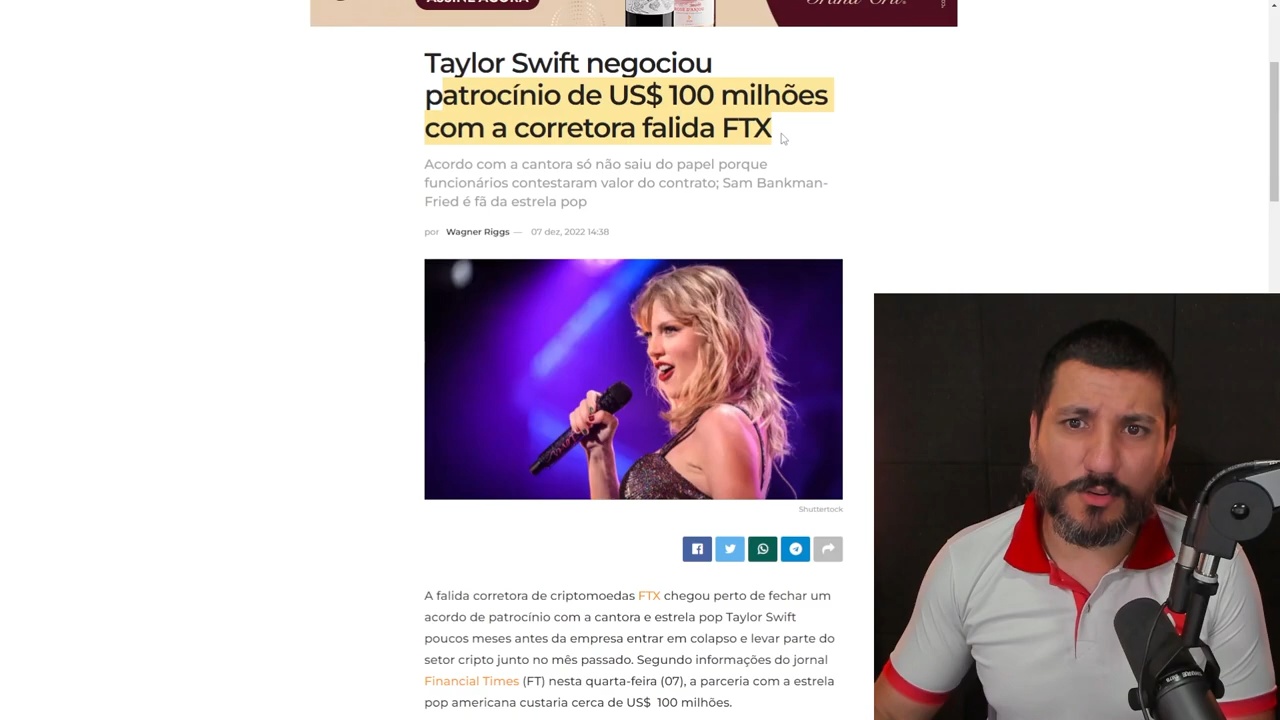 ASSINE AGORA
Taylor Swift negociou
patrocínio de US$ 100 milhões
com a corretora falida FTX
Acordo com a cantora só não saiu do papel porque
funcionários contestaram valor do contrato; Sam Bankman-
Fried é fã da estrela pop
por Wagner Riggs — 07 dez, 2022 14:38
Shuttertock
A falida corretora de criptomoedas FTX chegou perto de fechar um
acordo de patrocínio com a cantora e estrela pop Taylor Swift
poucos meses antes da empresa entrar em colapso e levar parte do
setor cripto junto no mês passado. Segundo informações do jornal
Financial Times (FT) nesta quarta-feira (07), a parceria com a estrela
pop americana custaria cerca de US$ 100 milhões.